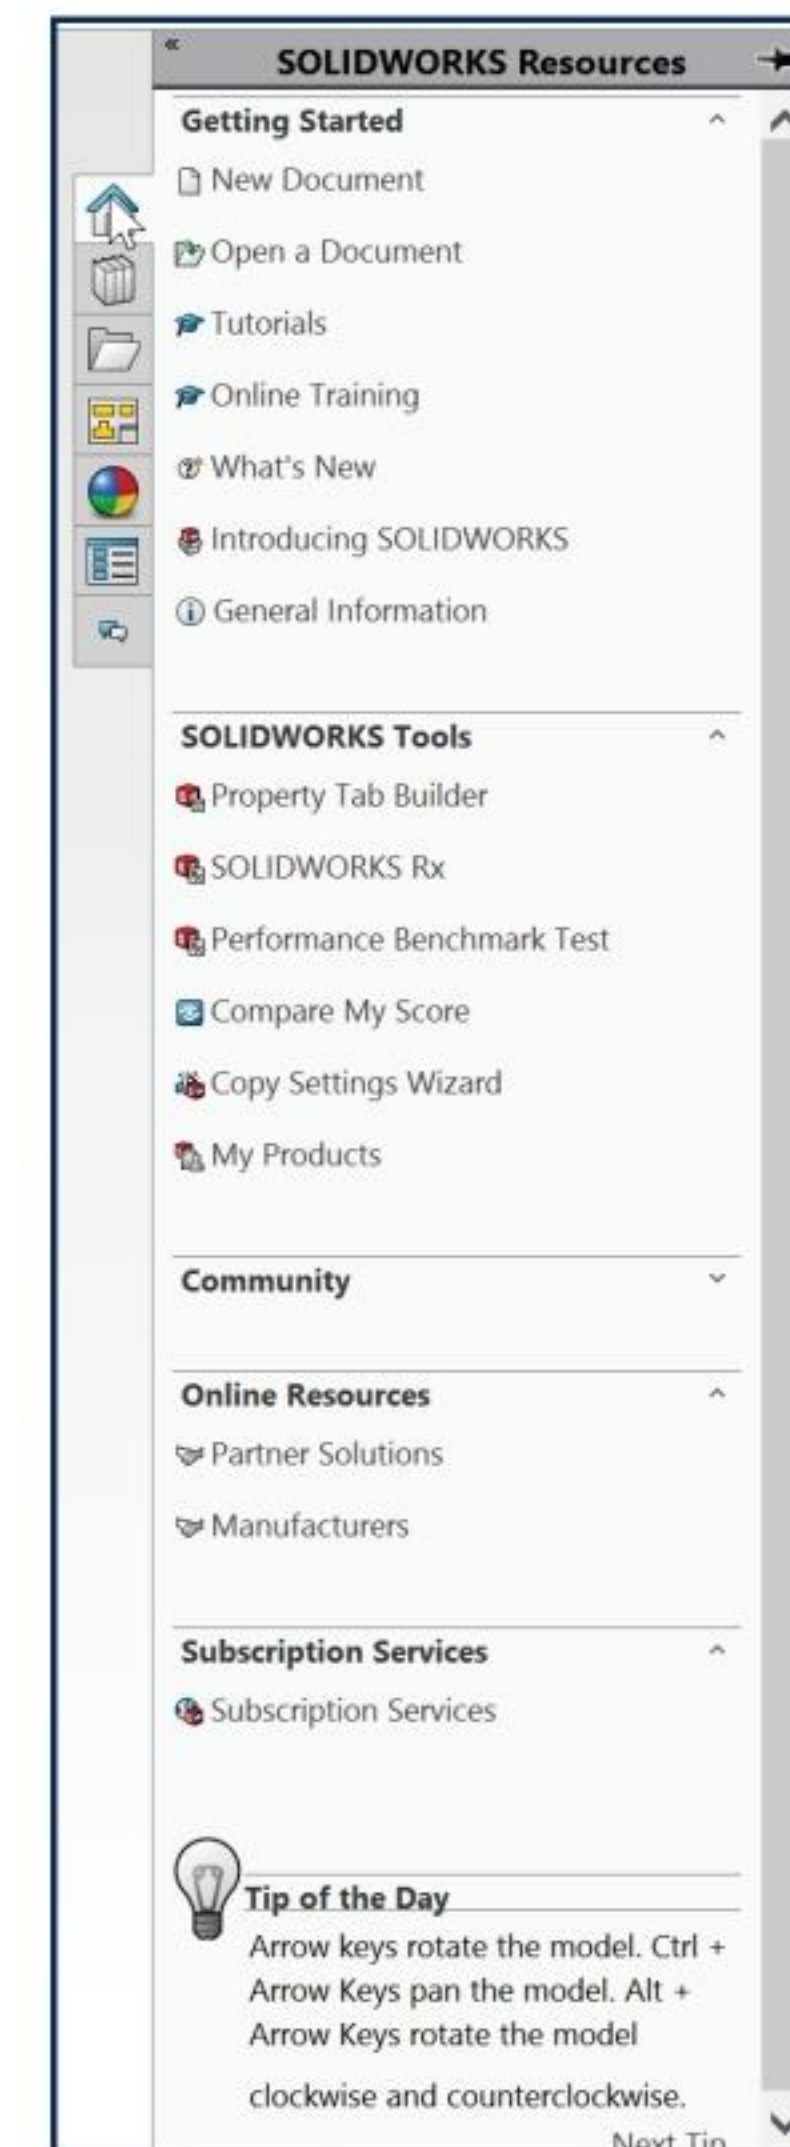 SOLIDWORKS Resources
Getting Started
New Document
Open a Document
Tutorials
Online Training
What's New
Introducing SOLIDWORKS
General Information
SOLIDWORKS Tools
Property Tab Builder
SOLIDWORKS Rx
Performance Benchmark Test
Compare My Score
Copy Settings Wizard
My Products
Community
Online Resources
Partner Solutions
Manufacturers
Subscription Services
Subscription Services
Tip of the Day
Arrow keys rotate the model. Ctrl +
Arrow Keys pan the model. Alt +
Arrow Keys rotate the model
clockwise and counterclockwise.
Next Tip